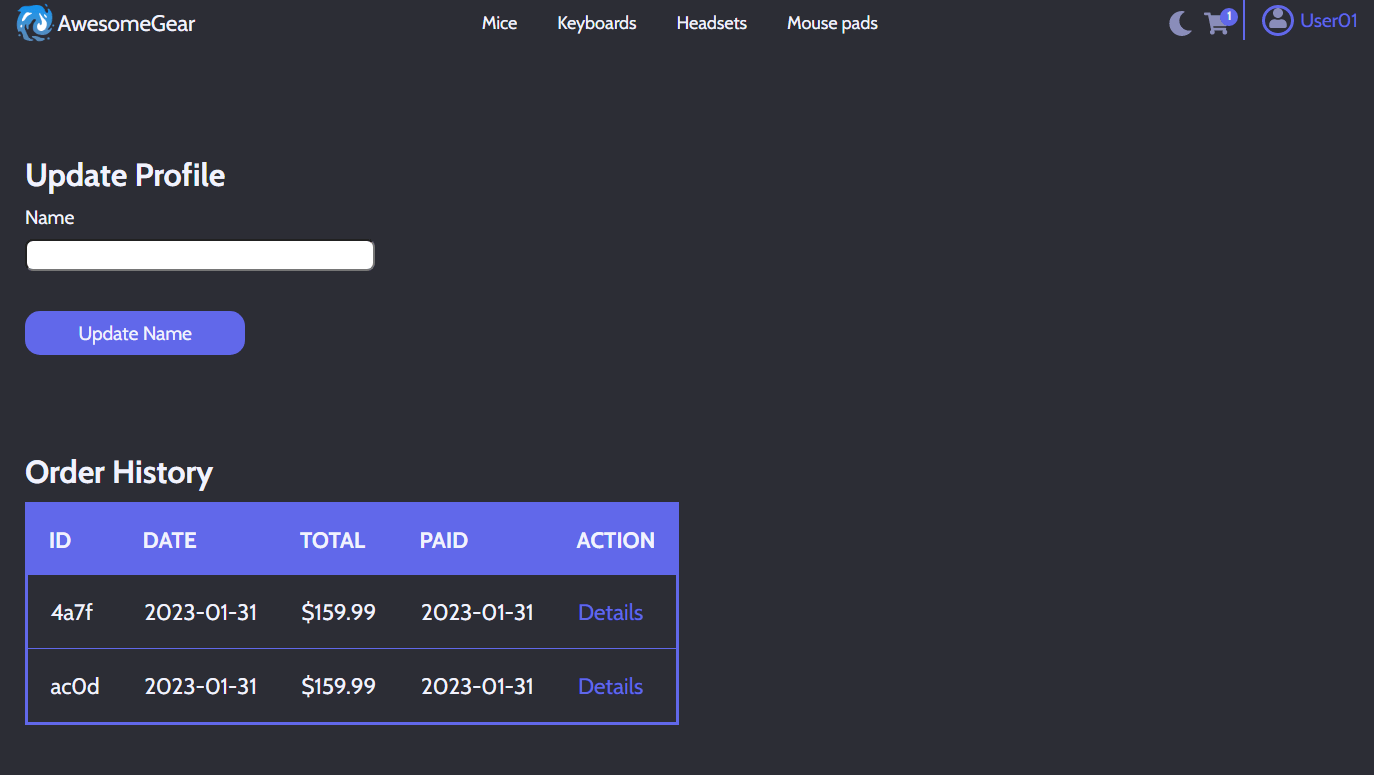 AwesomeGear Mice Keyboards Headsets Mouse pads 1 User01
Update Profile
Name
Update Name
Order History
ID DATE TOTAL PAID ACTION
4a7f 2023-01-31 $159.99 2023-01-31 Details
ac0d 2023-01-31 $159.99 2023-01-31 Details